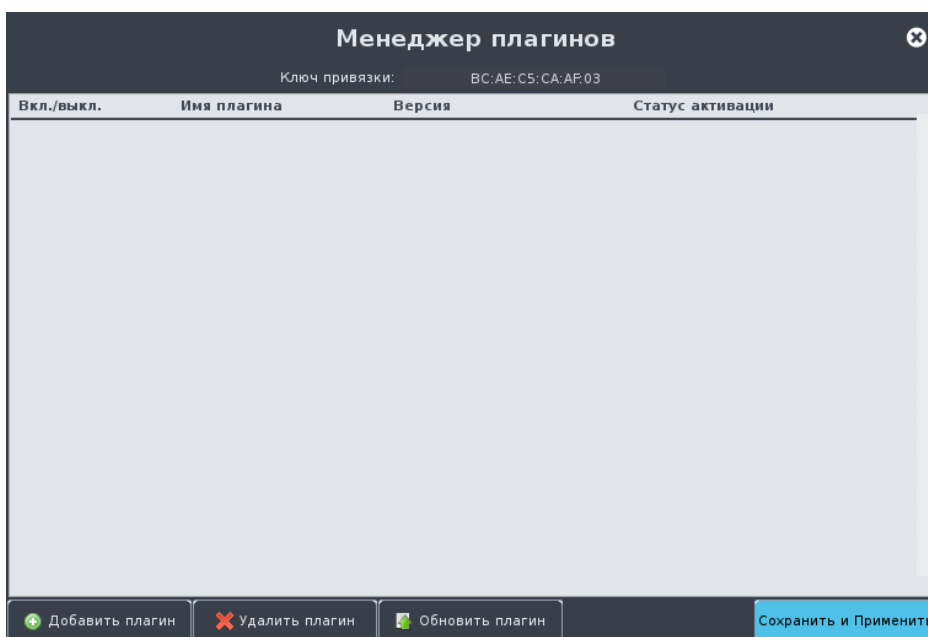 Менеджер плагинов
Ключ привязки: BC:AE:C5:CA:AF:03
Вкл./выкл. Имя плагина Версия Статус активации
Добавить плагин Удалить плагин Обновить плагин Сохранить и Применить